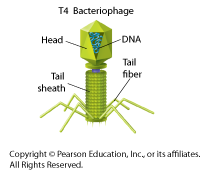 T4 Bacteriophage
Head
DNA
Tail
fiber
Tail
sheath
Copyright © Pearson Education, Inc., or its affiliates.
All Rights Reserved.